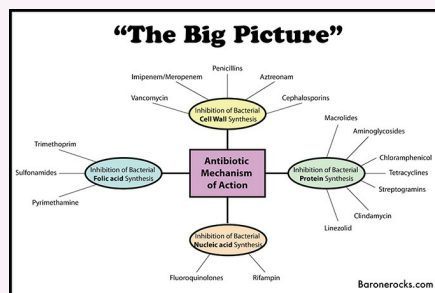 “The Big Picture”
Penicillins
Imipenem/Meropenem
Aztreonam
Vancomycin
Cephalosporins
Inhibition of Bacterial
Cell Wall Synthesis
Trimethoprim
Sulfonamides
Pyrimethamine
Inhibition of Bacterial
Folic acid Synthesis
Antibiotic
Mechanism
of Action
Inhibition of Bacterial
Protein Synthesis
Macrolides
Aminoglycosides
Chloramphenicol
Tetracyclines
Streptogramins
Clindamycin
Linezolid
Inhibition of Bacterial
Nucleic acid Synthesis
Fluoroquinolones
Rifampin
Baronerocks.com